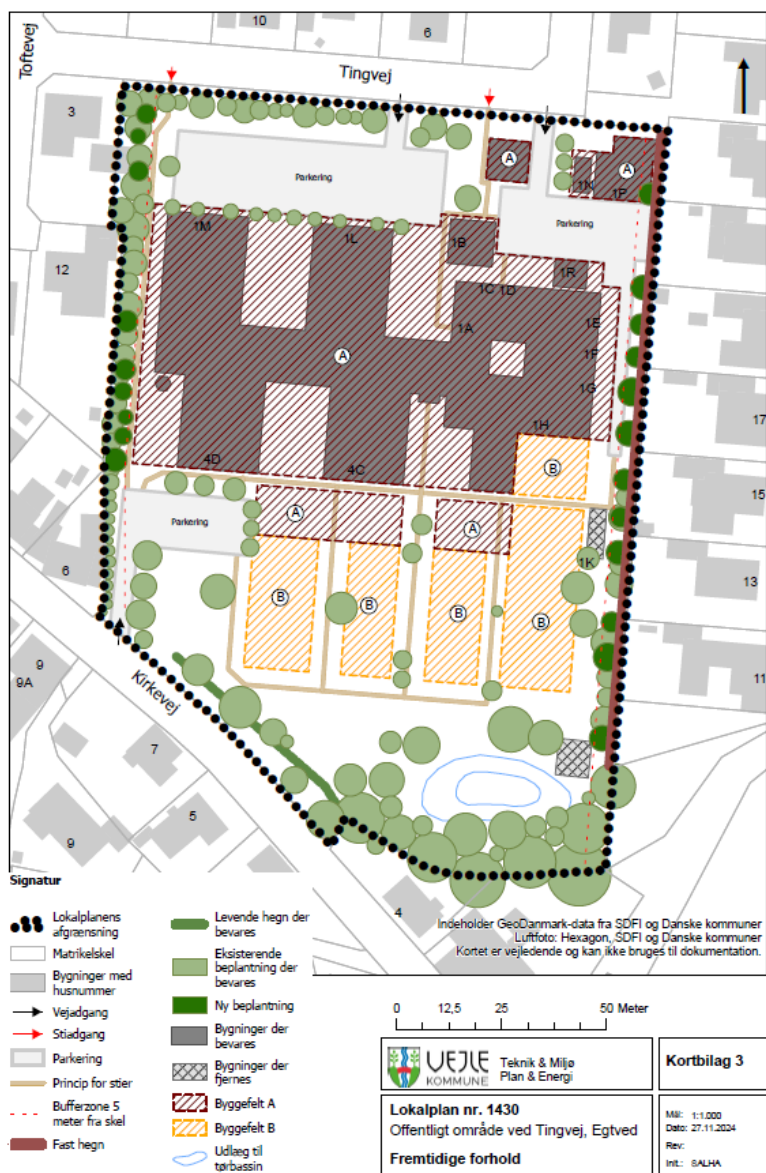 10
6
Toftevej
Tingvej
3
Parkering
A
A
1N
1P
Parkering
1M
1L
1B
12
1R
1C
1D
1E
1A
A
1F
1G
17
1H
4D
4C
B
15
A
A
Parkering
6
1K
13
B
B
B
B
9
9A
11
Kirkevej
7
5
9
4
Indeholder GeoDanmark-data fra SDFI og Danske kommuner
Luftfoto: Hexagon, SDFI og Danske kommuner
Kortet er vejledende og kan ikke bruges til dokumentation.
Signatur
Lokalplanens
afgrænsning
Matrikelskel
Bygninger med
husnummer
Vejadgang
Stiadgang
Parkering
Princip for stier
Bufferzone 5
meter fra skel
Fast hegn
Levende hegn der
bevares
Eksisterende
beplantning der
bevares
Ny beplantning
Bygninger der
bevares
Bygninger der
fjernes
Byggefelt A
Byggefelt B
Udlæg til
tørbassin
0 12,5 25 50 Meter
VEJLE
KOMMUNE
Teknik & Miljø
Plan & Energi
Kortbilag 3
Lokalplan nr. 1430
Offentligt område ved Tingvej, Egtved
Fremtidige forhold
Mål: 1:1.000
Dato: 27.11.2024
Rev:
Init.: SALHA